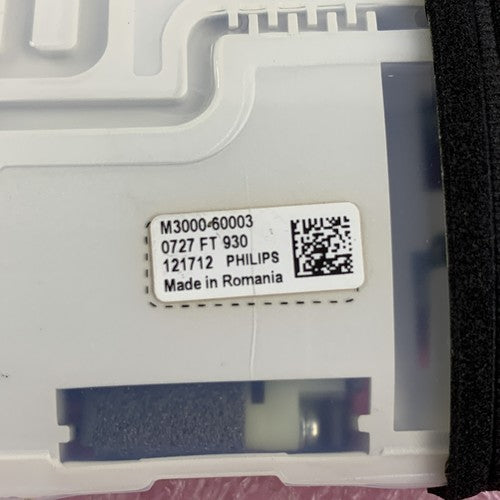 M3000-60003
0727 FT 930
121712 PHILIPS
Made in Romania